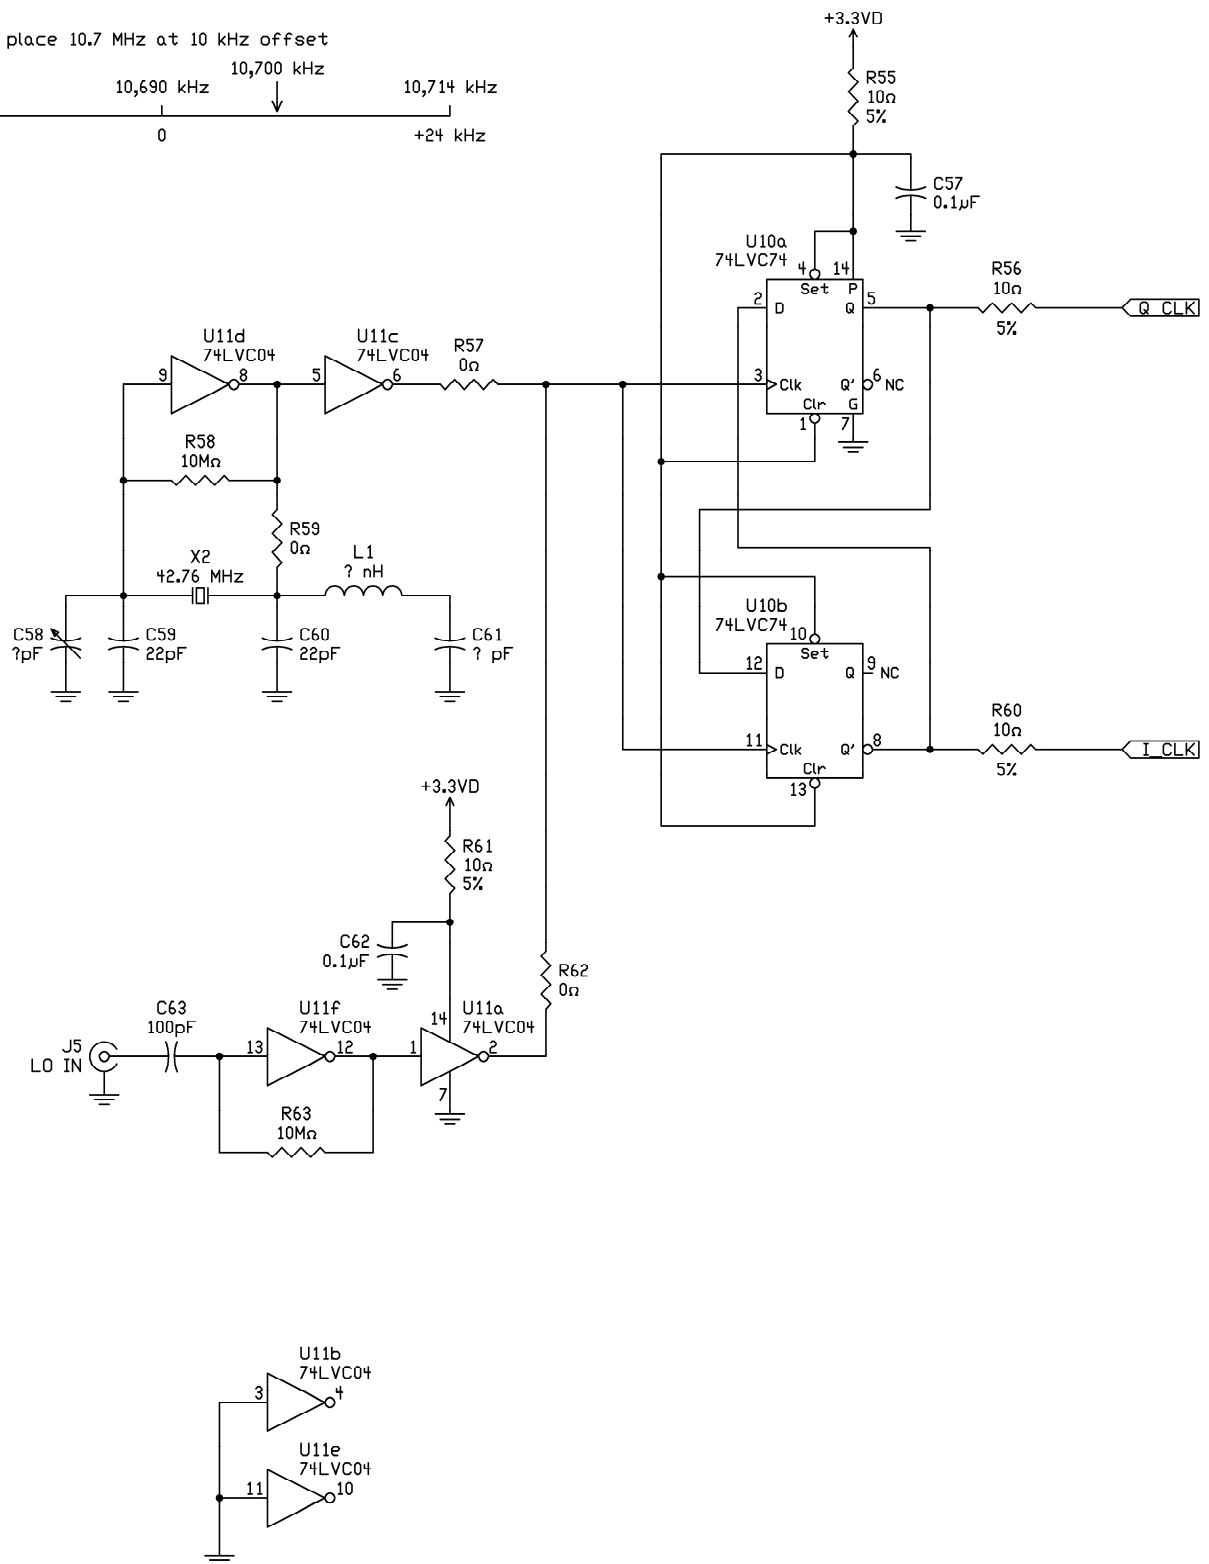 place 10.7 MHz at 10 kHz offset
10,700 kHz
10,690 kHz
10,714 kHz
0
+24 kHz
+3.3VD
R55
10Ω
5%
C57
0.1µF
U10a
74LVC74
4
14
Set
P
2
D
Q
5
3
Clk
Q'
6
NC
Clr
G
1
7
R56
10Ω
5%
Q_CLK
U11d
74LVC04
9
8
U11c
74LVC04
5
6
R57
0Ω
R58
10MΩ
R59
0Ω
X2
42.76 MHz
L1
? nH
C58
?pF
C59
22pF
C60
22pF
C61
? pF
U10b
74LVC74
10
Set
12
D
Q
9
NC
11
Clk
Q'
8
Clr
13
R60
10Ω
5%
I_CLK
+3.3VD
R61
10Ω
5%
C62
0.1µF
R62
0Ω
J5
LO IN
C63
100pF
U11f
74LVC04
13
12
R63
10MΩ
U11a
74LVC04
14
1
2
7
U11b
74LVC04
3
4
U11e
74LVC04
11
10